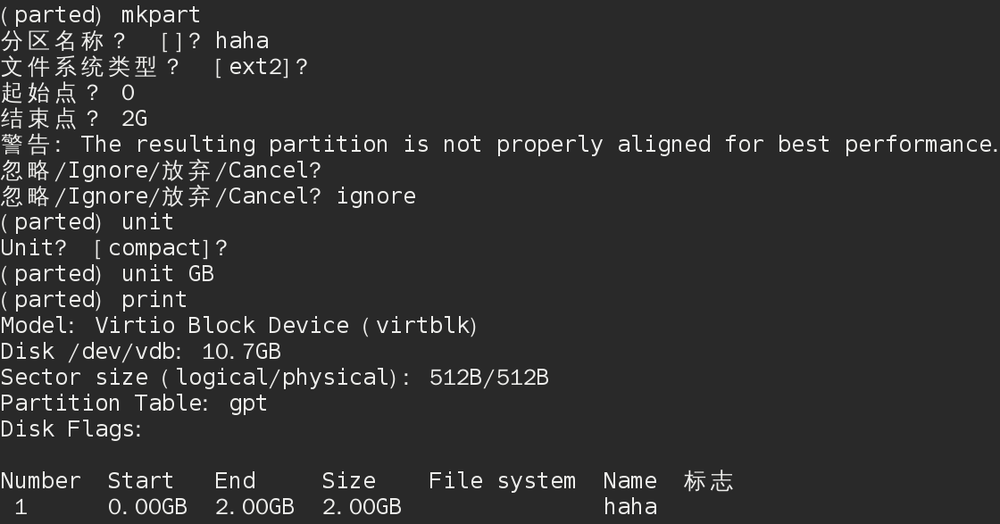 (parted) mkpart
分区名称？ []? haha
文件系统类型？ [ext2]?
起始点？ 0
结束点？ 2G
警告: The resulting partition is not properly aligned for best performance.
忽略/Ignore/放弃/Cancel?
忽略/Ignore/放弃/Cancel? ignore
(parted) unit
Unit? [compact]?
(parted) unit GB
(parted) print
Model: Virtio Block Device (virtblk)
Disk /dev/vdb: 10.7GB
Sector size (logical/physical): 512B/512B
Partition Table: gpt
Disk Flags:
Number Start End Size File system Name 标志
1 0.00GB 2.00GB 2.00GB haha